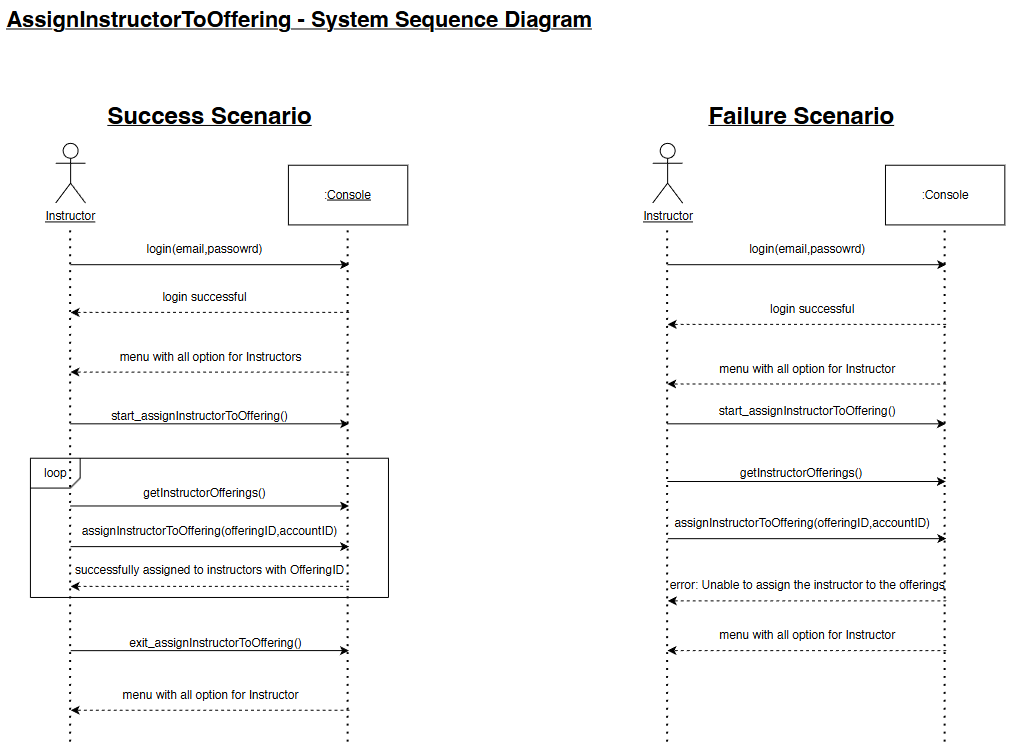 AssignInstructorToOffering - System Sequence Diagram
Success Scenario
Instructor
:Console
login(email,passowrd)
login successful
menu with all option for Instructors
start_assignInstructorToOffering()
loop
getInstructorOfferings()
assignInstructorToOffering(offeringID,accountID)
successfully assigned to instructors with OfferingID
exit_assignInstructorToOffering()
menu with all option for Instructor
Failure Scenario
Instructor
:Console
login(email,passowrd)
login successful
menu with all option for Instructor
start_assignInstructorToOffering()
getInstructorOfferings()
assignInstructorToOffering(offeringID,accountID)
error: Unable to assign the instructor to the offerings
menu with all option for Instructor